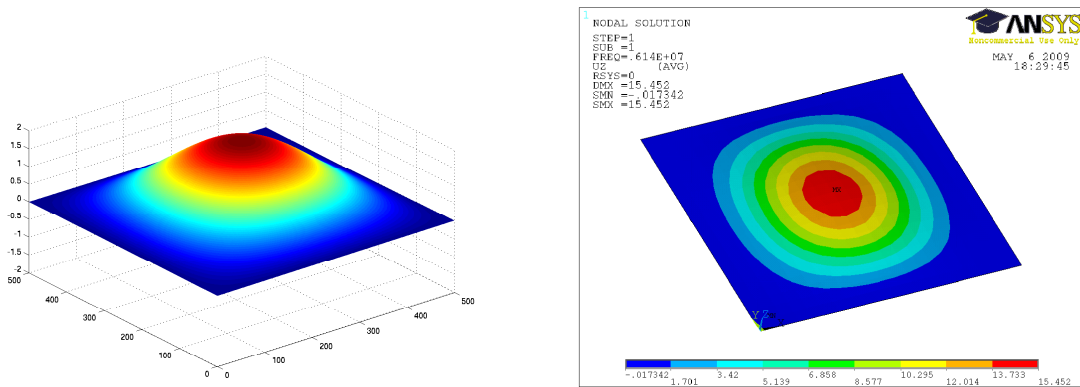 2
1.5
1
0.5
0
-0.5
-1
-1.5
-2
500
400
300
200
100
0
0
100
200
300
400
500
1
NODAL SOLUTION
STEP=1
SUB =1
FREQ=.614E+07
UZ (AVG)
RSYS=0
DMX =15.452
SMN =-.017342
SMX =15.452
ANSYS
Noncommercial Use Only
MAY 6 2009
18:29:45
MX
Y Z
-.017342 3.42 6.858 10.295 13.733
1.701 5.139 8.577 12.014 15.452